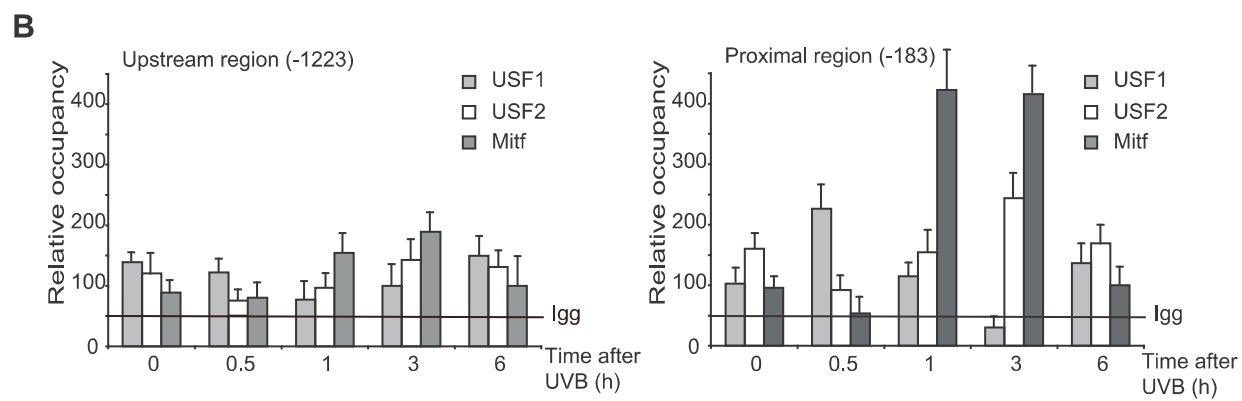 B
Upstream region (-1223)
Relative occupancy
400
300
200
100
0
USF1
USF2
Mitf
Igg
0 0.5 1 3 6
Time after
UVB (h)
Proximal region (-183)
Relative occupancy
400
300
200
100
0
USF1
USF2
Mitf
Igg
0 0.5 1 3 6
Time after
UVB (h)